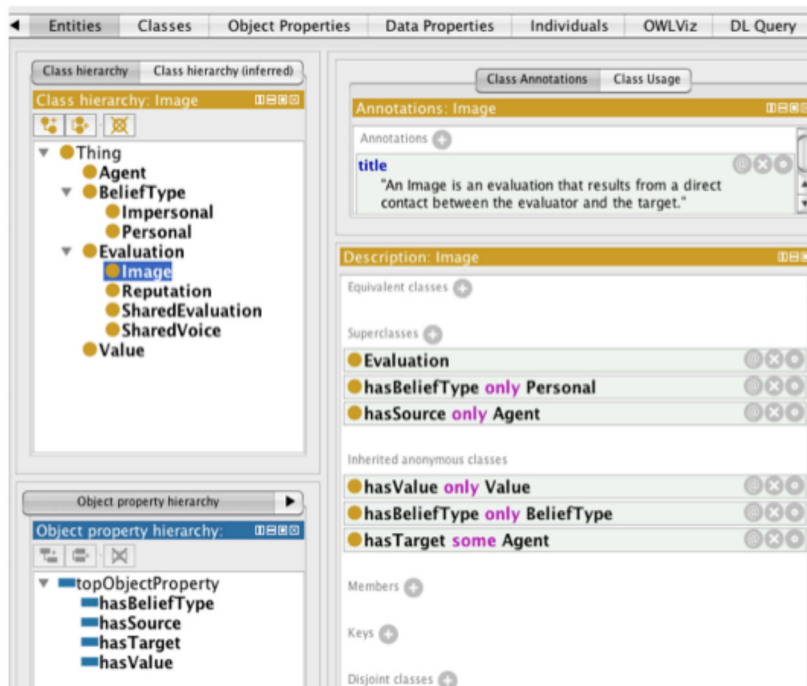 Entities Classes Object Properties Data Properties Individuals OWLViz DL Query
Class hierarchy Class hierarchy (inferred)
Class hierarchy: Image
Thing
Agent
BeliefType
Impersonal
Personal
Evaluation
Image
Reputation
SharedEvaluation
SharedVoice
Value
Object property hierarchy
Object property hierarchy:
topObjectProperty
hasBeliefType
hasSource
hasTarget
hasValue
Class Annotations Class Usage
Annotations: Image
Annotations
title
"An Image is an evaluation that results from a direct
contact between the evaluator and the target."
Description: Image
Equivalent classes
Superclasses
Evaluation
hasBeliefType only Personal
hasSource only Agent
Inherited anonymous classes
hasValue only Value
hasBeliefType only BeliefType
hasTarget some Agent
Members
Keys
Disjoint classes